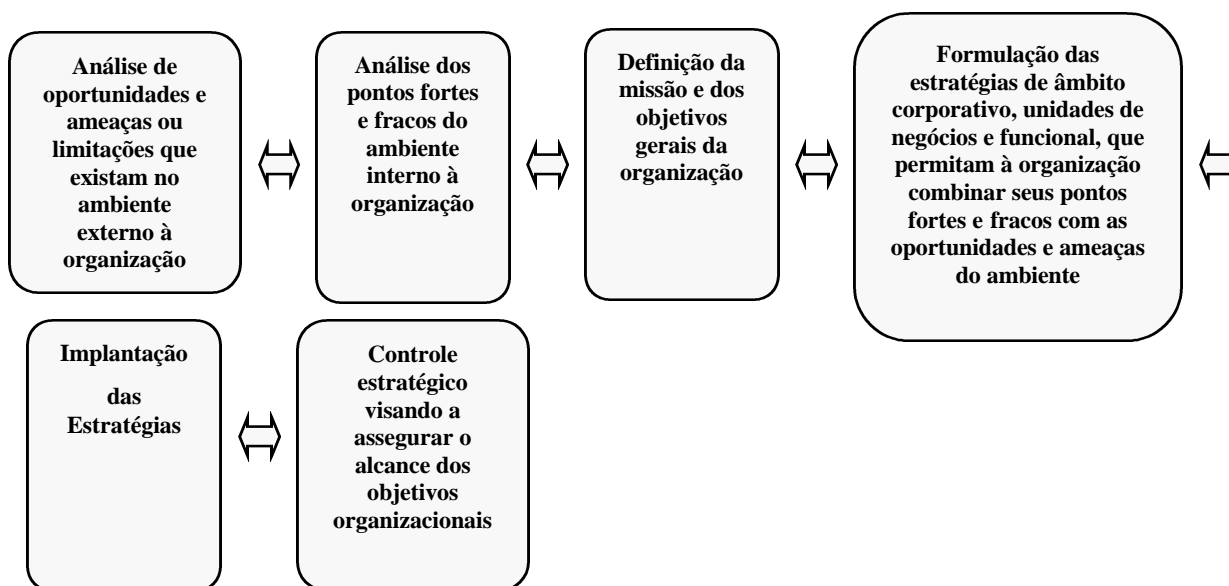 Análise de
oportunidades e
ameaças ou
limitações que
existam no
ambiente
externo à
organização
Análise dos
pontos fortes
e fracos do
ambiente
interno à
organização
Definição da
missão e dos
objetivos
gerais da
organização
Formulação das
estratégias de âmbito
corporativo, unidades de
negócios e funcional, que
permitam à organização
combinar seus pontos
fortes e fracos com as
oportunidades e ameaças
do ambiente
Implantação
das
Estratégias
Controle
estratégico
visando a
assegurar o
alcance dos
objetivos
organizacionais